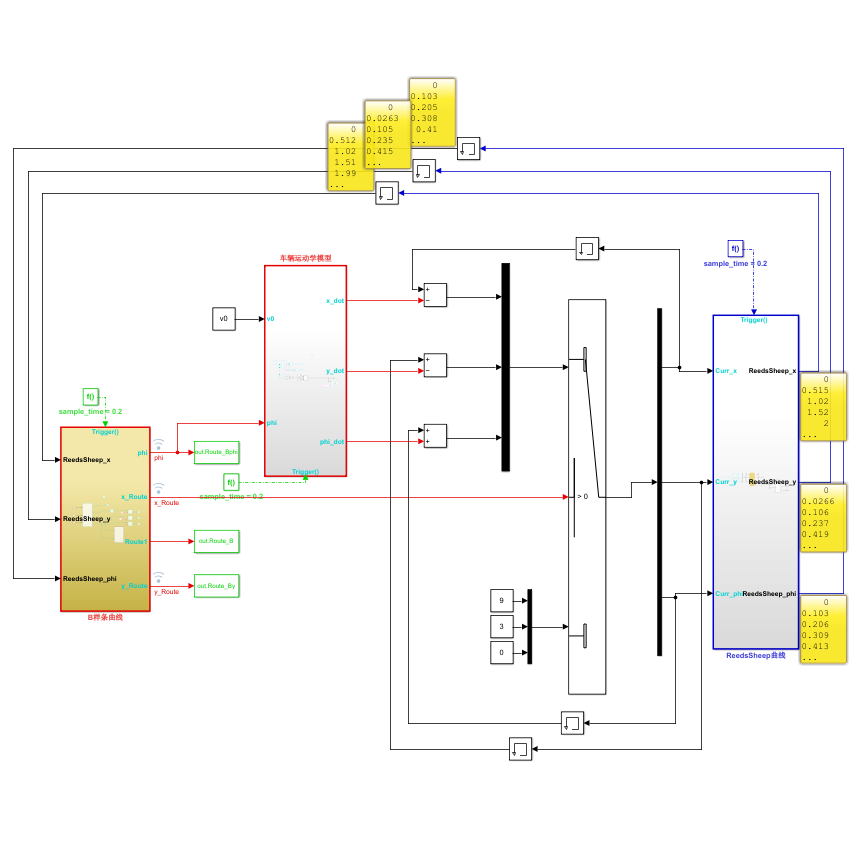 0
0.103
0.205
0.308
0.41
0
0.0263
0.105
0.235
0.415
...
0
0.512
1.02
1.51
1.99
...
车辆运动学模型
v0
v0
phi
x_dot
y_dot
phi_dot
Trigger()
f()
sample_time = 0.2
+
−
+
−
+
+
f()
sample_time = 0.2
Trigger()
Curr_x
ReedsSheep_x
Curr_y
ReedsSheep_y
Curr_phi
ReedsSheep_phi
ReedsSheep曲线
0
0.515
1.02
1.52
2
...
0
0.0266
0.106
0.237
0.419
...
0
0.103
0.206
0.309
0.413
...
f()
sample_time = 0.2
Trigger()
ReedsSheep_x
ReedsSheep_y
ReedsSheep_phi
phi
x_Route
Route1
y_Route
B样条曲线
phi
x_Route
y_Route
out.Route_Bphi
out.Route_B
out.Route_By
> 0
9
3
0